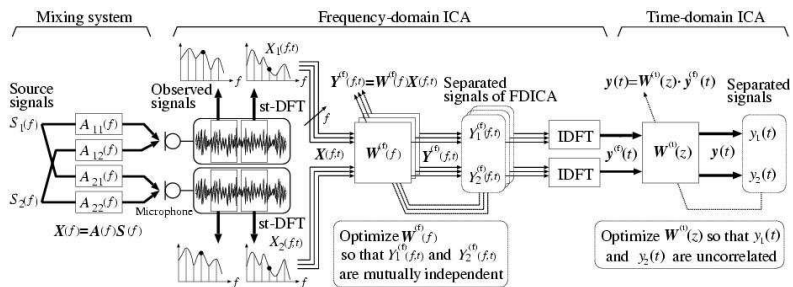 Mixing system
Frequency-domain ICA
Time-domain ICA
Source signals
S₁(f)
S₂(f)
A₁₁(f)
A₁₂(f)
A₂₁(f)
A₂₂(f)
X(f)=A(f)S(f)
Observed signals
Microphone
f
f
X₁(f,t)
st-DFT
st-DFT
X₂(f,t)
f
f
f
X(f,t)
Y⁽ᶠ⁾(f,t)=W⁽ᶠ⁾(f)X(f,t)
W⁽ᶠ⁾(f)
Y⁽ᶠ⁾(f,t)
Separated signals of FDICA
Y₁⁽ᶠ⁾(f,t)
Y₂⁽ᶠ⁾(f,t)
Optimize W⁽ᶠ⁾(f)
so that Y₁⁽ᶠ⁾(f,t) and Y₂⁽ᶠ⁾(f,t)
are mutually independent
IDFT
IDFT
y⁽ᶠ⁾(t)
y(t)=W⁽ᵗ⁾(z)·y⁽ᶠ⁾(t)
W⁽ᵗ⁾(z)
y(t)
Separated signals
y₁(t)
y₂(t)
Optimize W⁽ᵗ⁾(z) so that y₁(t)
and y₂(t) are uncorrelated